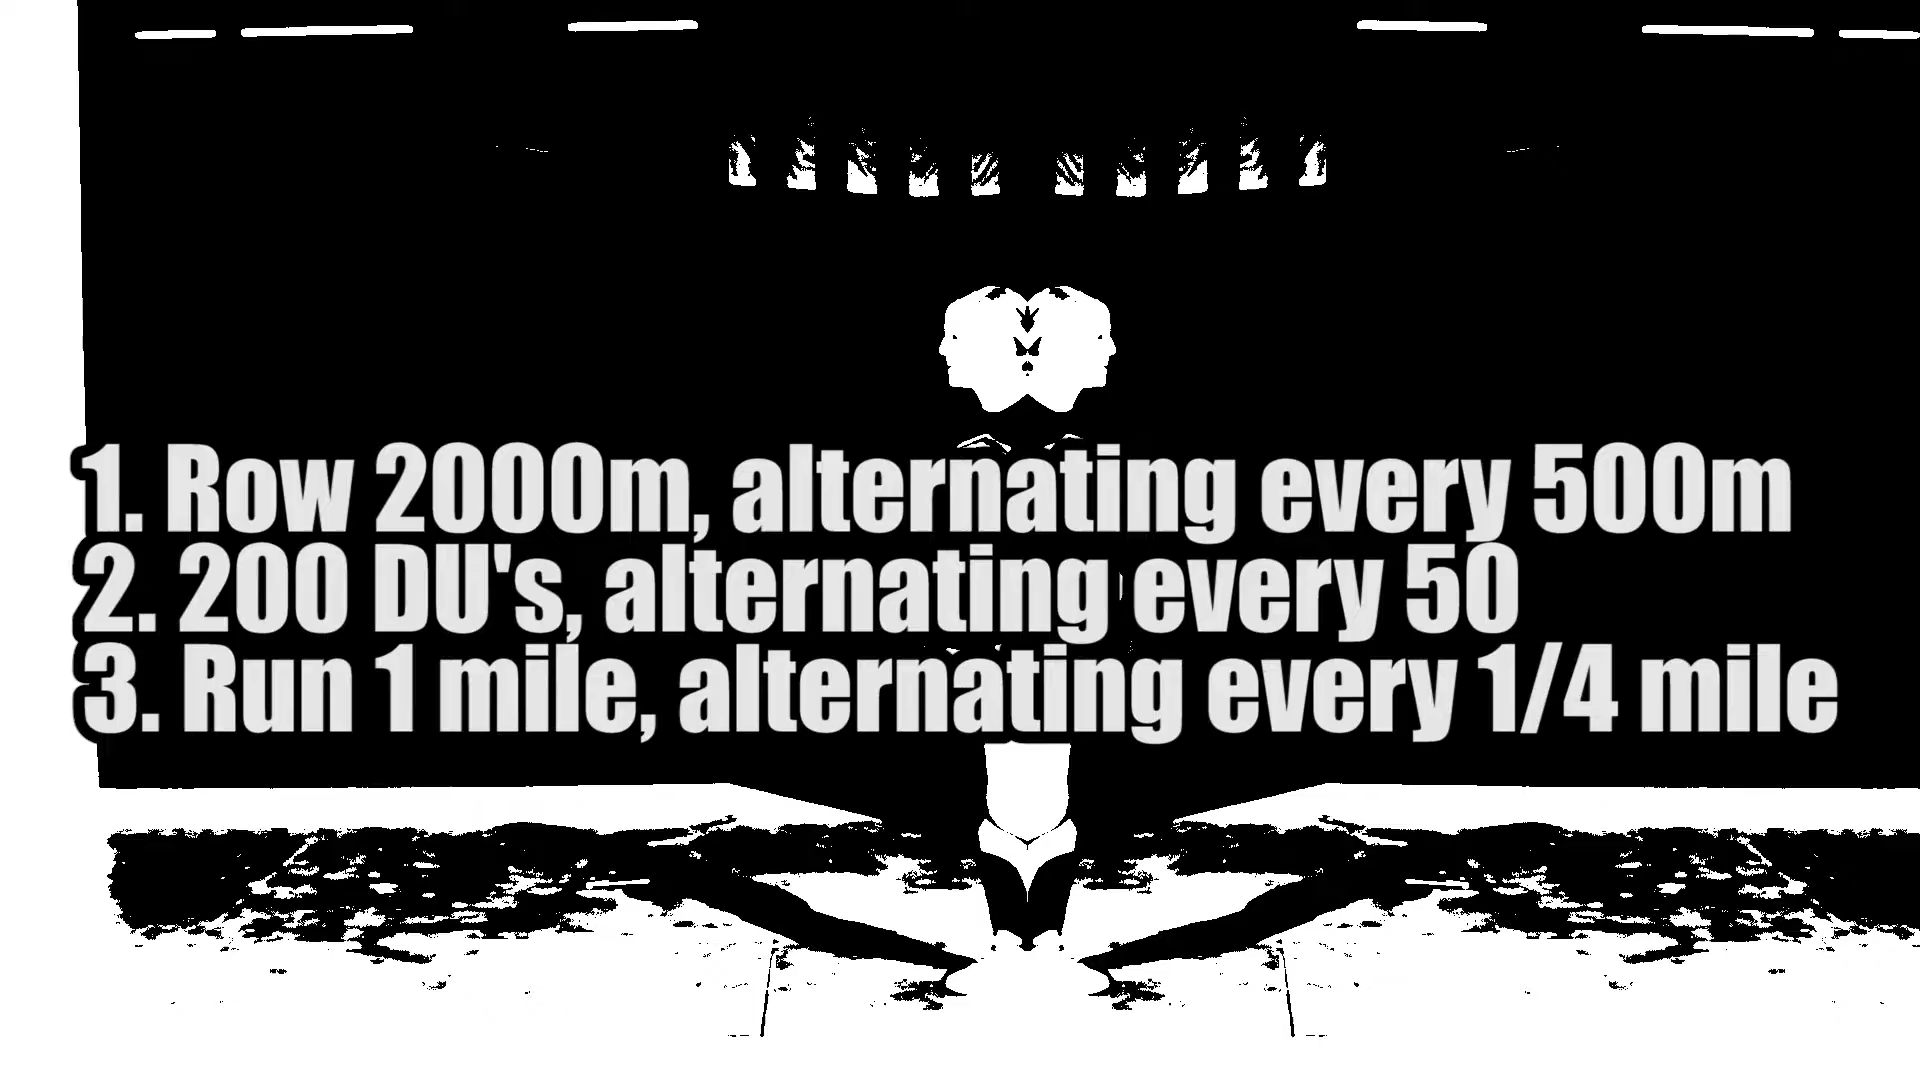 1. Row 2000m, alternating every 500m
2. 200 DU's, alternating every 50
3. Run 1 mile, alternating every 1/4 mile